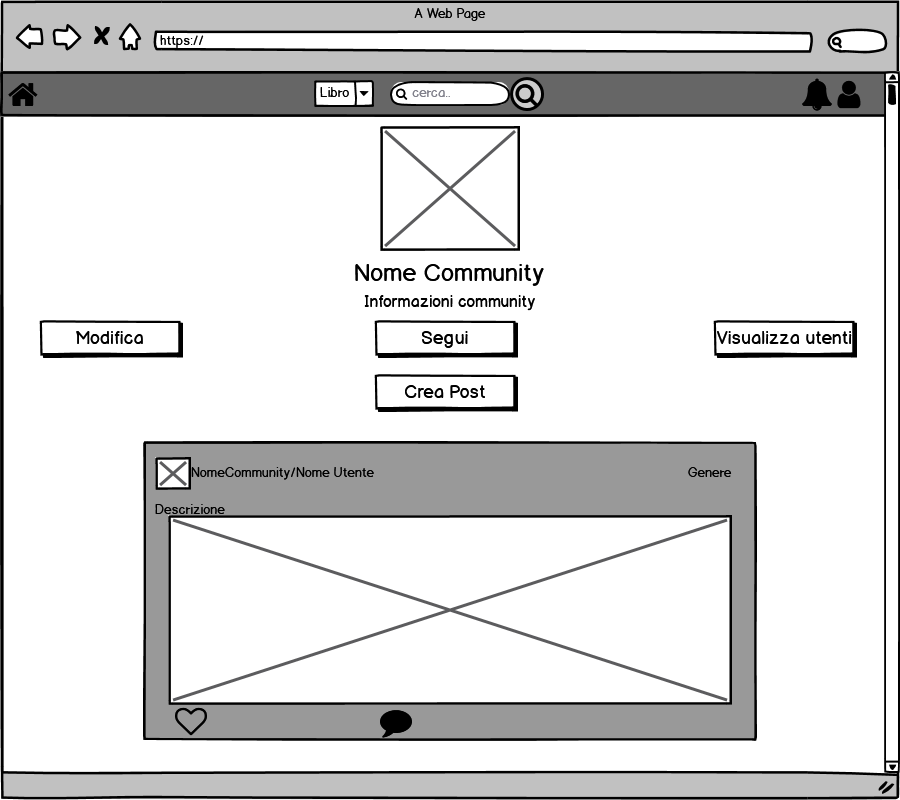 A Web Page
https://
Libro
cerca..
Nome Community
Informazioni community
Modifica
Segui
Visualizza utenti
Crea Post
NomeCommunity/Nome Utente
Genere
Descrizione